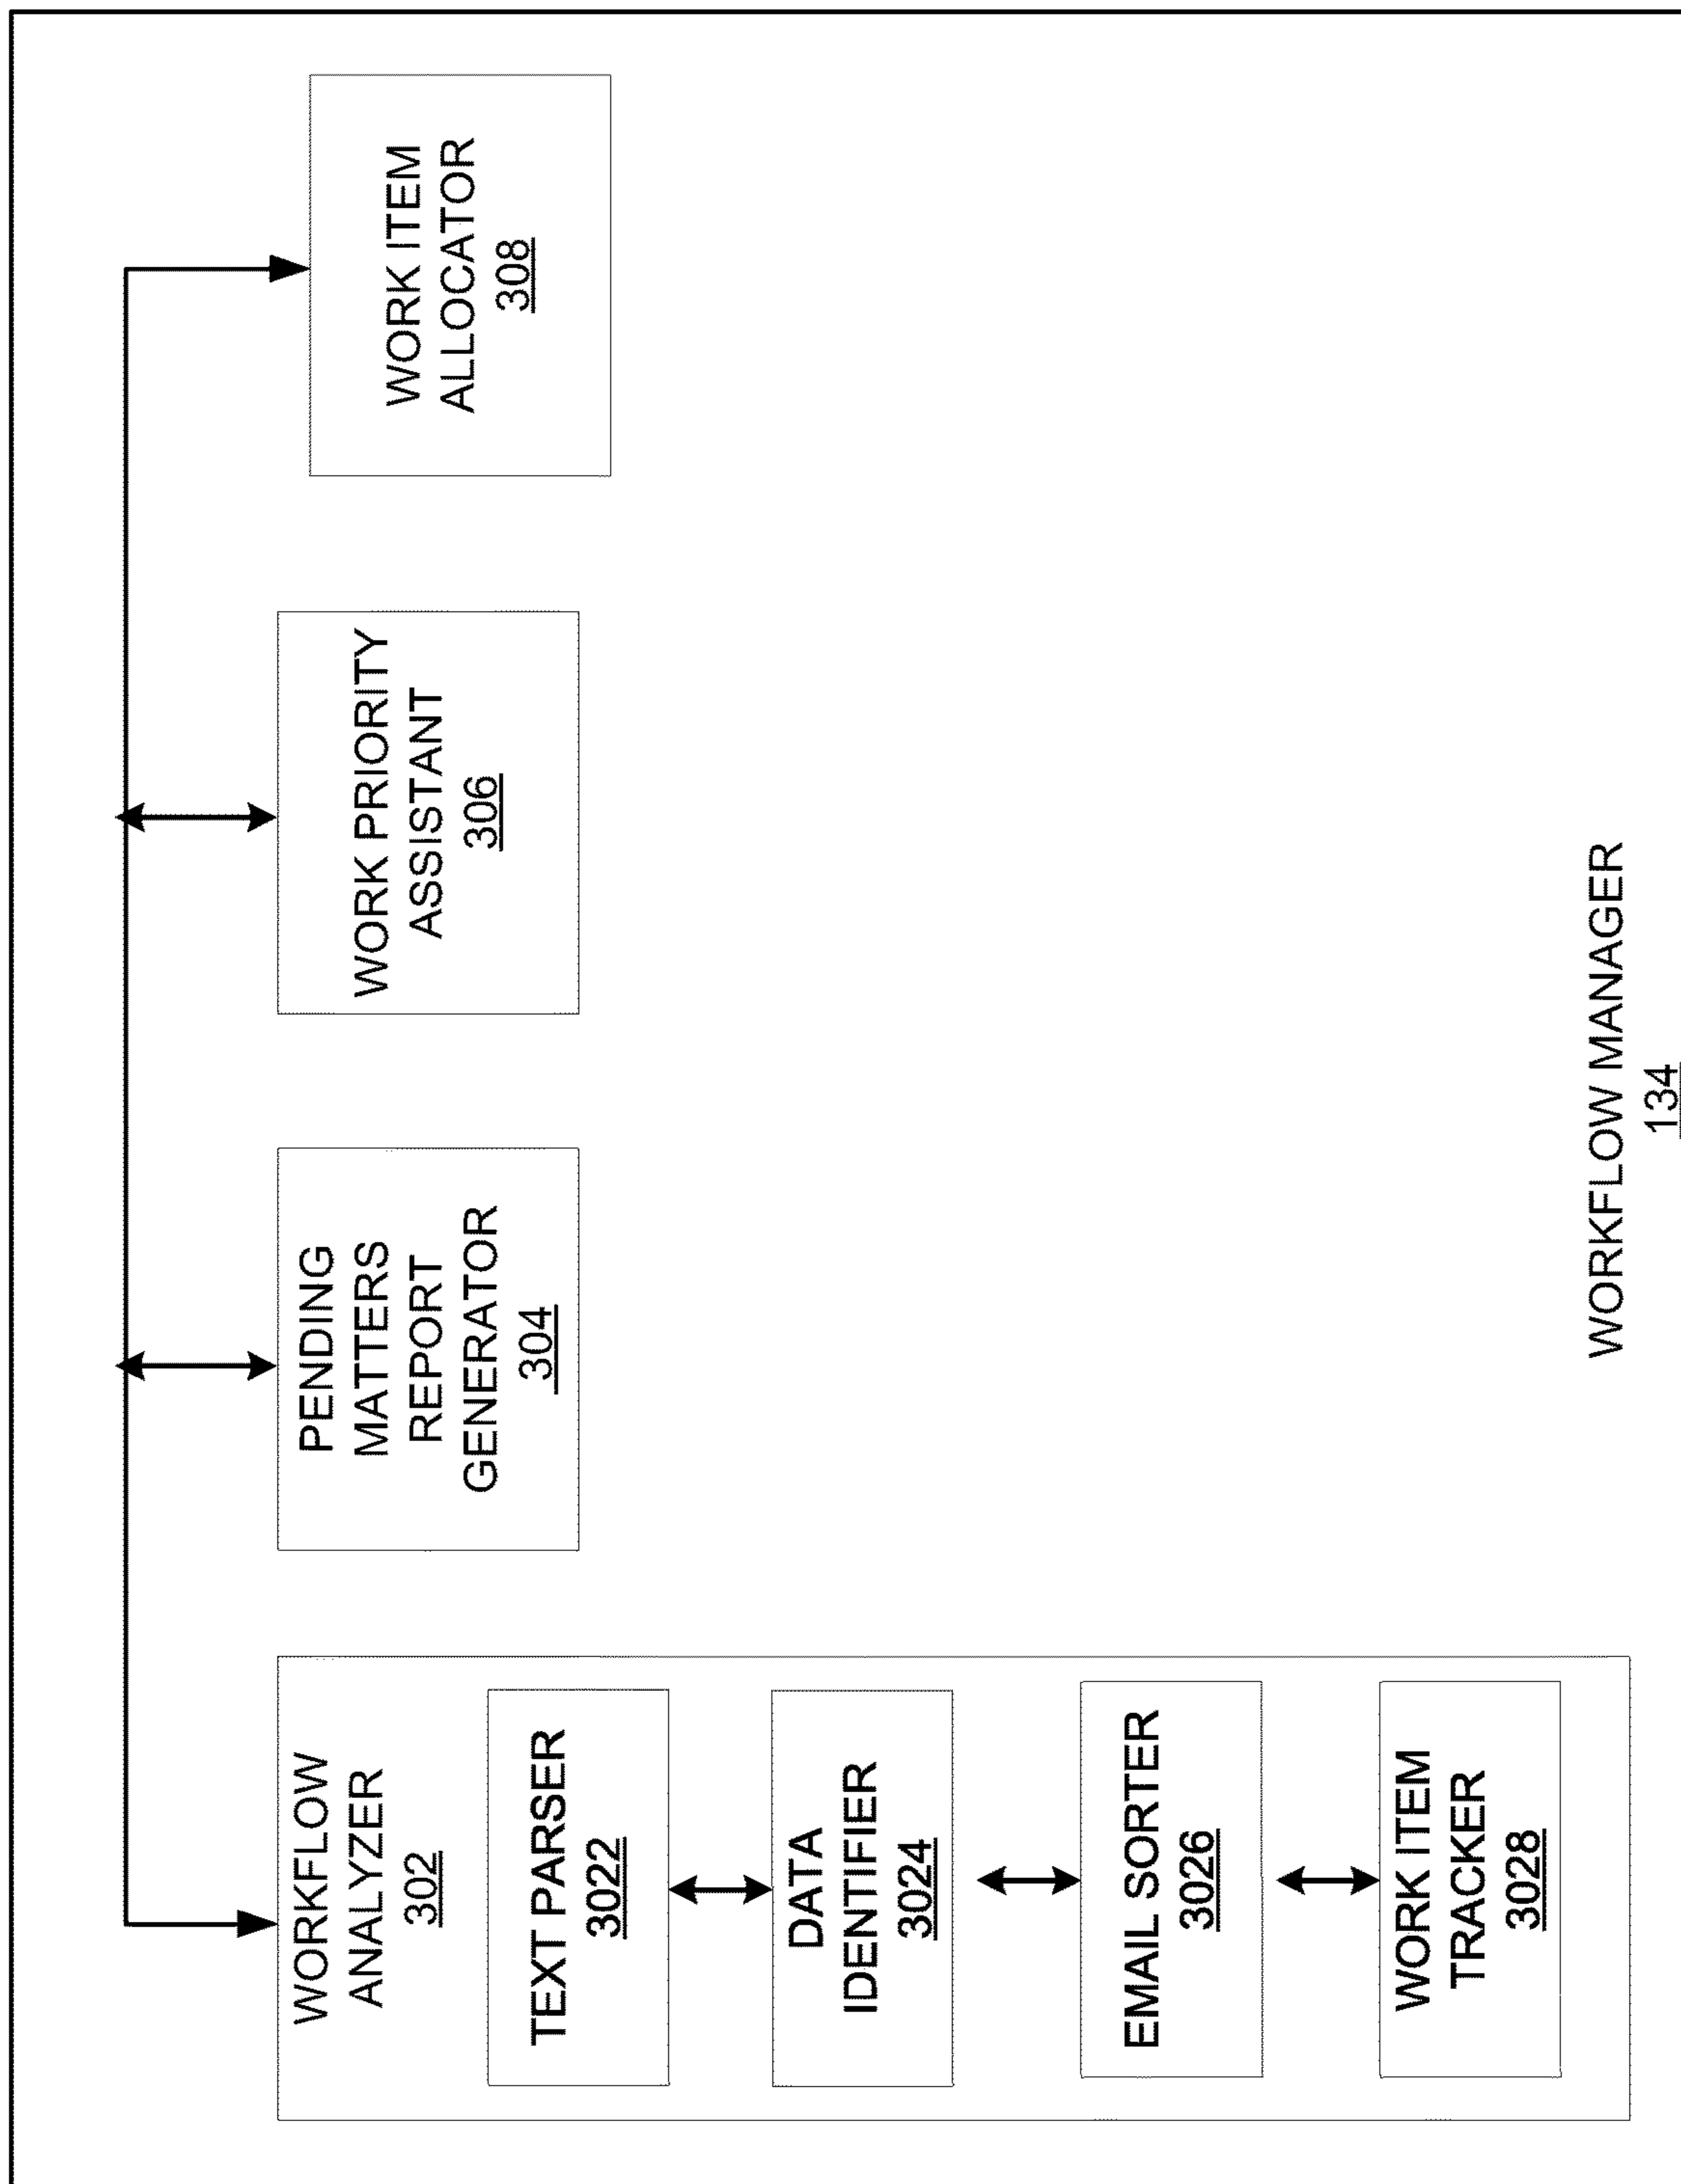 WORKFLOW
ANALYZER
302
TEXT PARSER
3022
DATA
IDENTIFIER
3024
EMAIL SORTER
3026
WORK ITEM
TRACKER
3028
PENDING
MATTERS
REPORT
GENERATOR
304
WORK PRIORITY
ASSISTANT
306
WORK ITEM
ALLOCATOR
308
WORKFLOW MANAGER
134